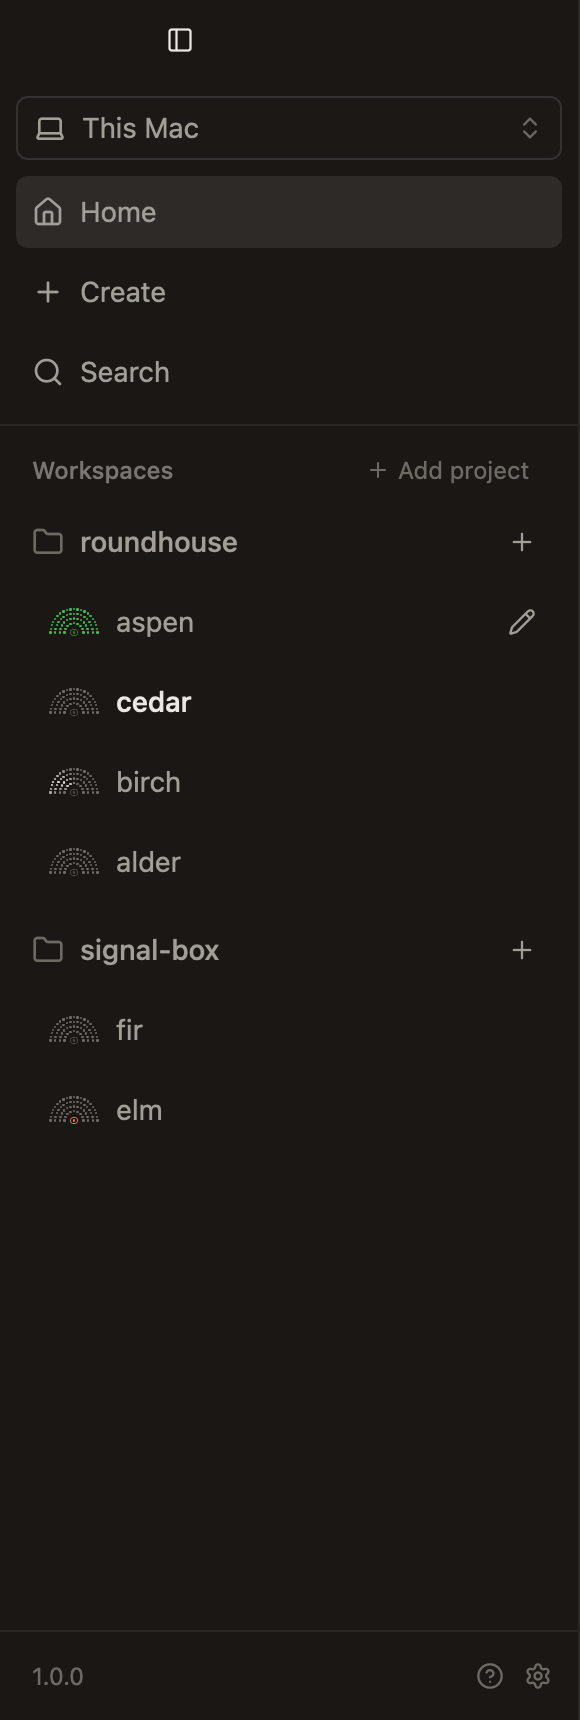 This Mac
Home
Create
Search
Workspaces + Add project
roundhouse
aspen
cedar
birch
alder
signal-box
fir
elm
1.0.0